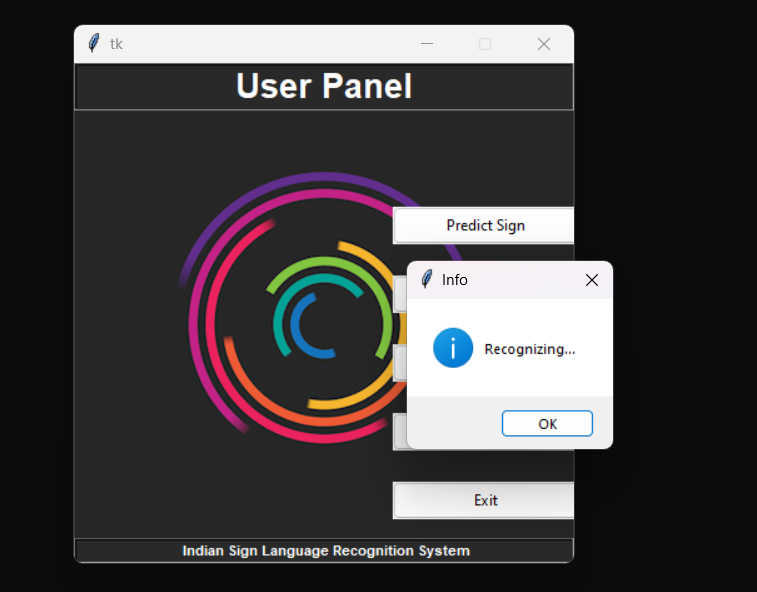 tk
User Panel
Predict Sign
Info
Recognizing...
OK
Exit
Indian Sign Language Recognition System